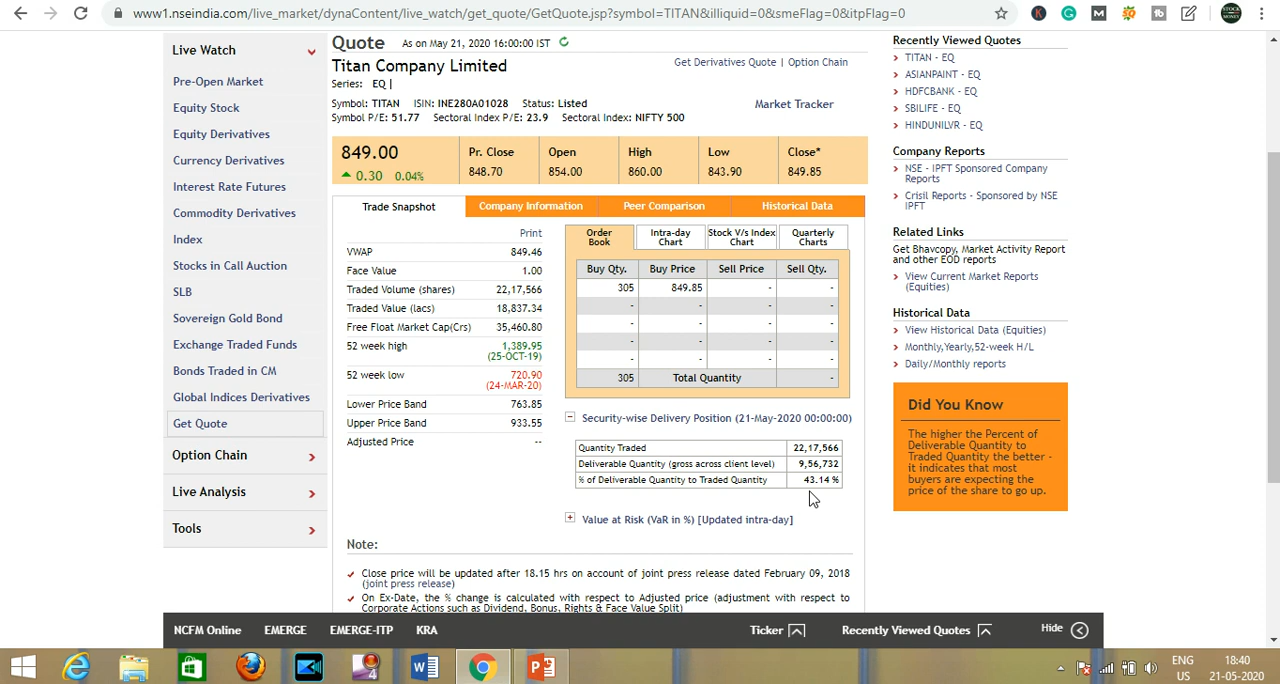 www1.nseindia.com/live_market/dynaContent/live_watch/get_quote/GetQuote.jsp?symbol=TITAN&illiquid=0&smeFlag=0&itpFlag=0
Live Watch
Pre-Open Market
Equity Stock
Equity Derivatives
Currency Derivatives
Interest Rate Futures
Commodity Derivatives
Index
Stocks in Call Auction
SLB
Sovereign Gold Bond
Exchange Traded Funds
Bonds Traded in CM
Global Indices Derivatives
Get Quote
Option Chain
Live Analysis
Tools
Quote As on May 21, 2020 16:00:00 IST
Titan Company Limited
Get Derivatives Quote | Option Chain
Series: EQ |
Symbol: TITAN ISIN: INE280A01028 Status: Listed
Market Tracker
Symbol P/E: 51.77 Sectoral Index P/E: 23.9 Sectoral Index: NIFTY 500
849.00 Pr. Close Open High Low Close*
0.30 0.04% 848.70 854.00 860.00 843.90 849.85
Trade Snapshot Company Information Peer Comparison Historical Data
Print
VWAP 849.46
Face Value 1.00
Traded Volume (shares) 22,17,566
Traded Value (lacs) 18,837.34
Free Float Market Cap(Crs) 35,460.80
52 week high 1,389.95
(25-OCT-19)
52 week low 720.90
(24-MAR-20)
Lower Price Band 763.85
Upper Price Band 933.55
Adjusted Price --
Order Book Intra-day Chart Stock V/s Index Chart Quarterly Charts
Buy Qty. Buy Price Sell Price Sell Qty.
305 849.85 - -
- - - -
- - - -
- - - -
- - - -
305 Total Quantity -
Security-wise Delivery Position (21-May-2020 00:00:00)
Quantity Traded 22,17,566
Deliverable Quantity (gross across client level) 9,56,732
% of Deliverable Quantity to Traded Quantity 43.14 %
Value at Risk (VaR in %) [Updated intra-day]
Note:
Close price will be updated after 18.15 hrs on account of joint press release dated February 09, 2018
(joint press release)
On Ex-Date, the % change is calculated with respect to Adjusted price (adjustment with respect to
Corporate Actions such as Dividend, Bonus, Rights & Face Value Split)
Recently Viewed Quotes
TITAN - EQ
ASIANPAINT - EQ
HDFCBANK - EQ
SBILIFE - EQ
HINDUNILVR - EQ
Company Reports
NSE - IPFT Sponsored Company
Reports
Crisil Reports - Sponsored by NSE
IPFT
Related Links
Get Bhavcopy, Market Activity Report
and other EOD reports
View Current Market Reports
(Equities)
Historical Data
View Historical Data (Equities)
Monthly,Yearly,52-week H/L
Daily/Monthly reports
Did You Know
The higher the Percent of
Deliverable Quantity to
Traded Quantity the better -
it indicates that most
buyers are expecting the
price of the share to go up.
NCFM Online EMERGE EMERGE-ITP KRA Ticker Recently Viewed Quotes Hide
ENG 18:40
US 21-05-2020